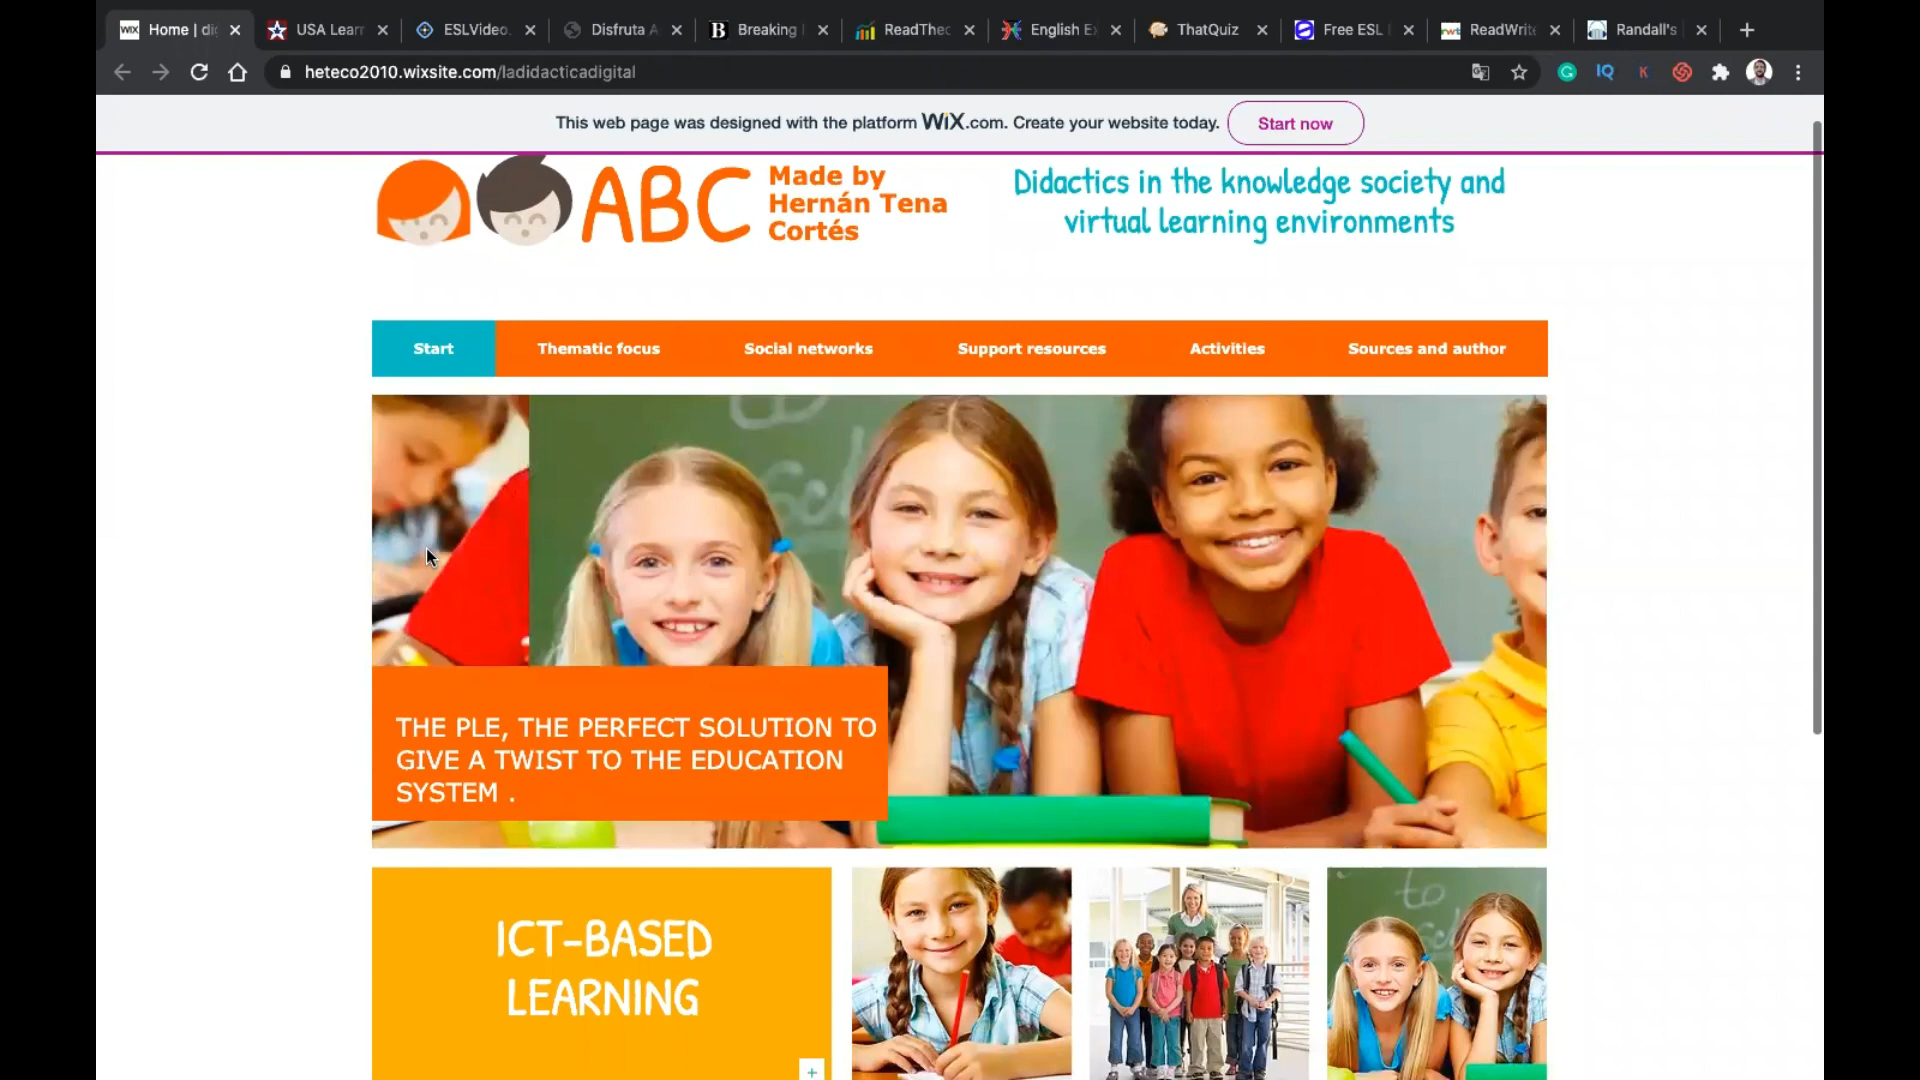 Home | di
USA Lear
ESLVideo.
Disfruta A
Breaking
ReadTheo
English E
ThatQuiz
Free ESL
ReadWrite
Randall's
heteco2010.wixsite.com/ladidacticadigital
This web page was designed with the platform WiX.com. Create your website today.
Start now
ABC
Made by
Hernán Tena
Cortés
Didactics in the knowledge society and
virtual learning environments
Start
Thematic focus
Social networks
Support resources
Activities
Sources and author
THE PLE, THE PERFECT SOLUTION TO
GIVE A TWIST TO THE EDUCATION
SYSTEM .
ICT-BASED
LEARNING